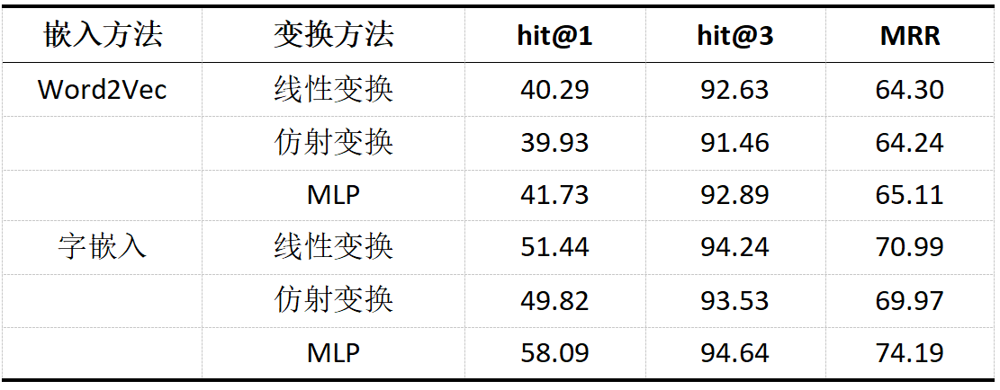 嵌入方法 变换方法 hit@1 hit@3 MRR
Word2Vec 线性变换 40.29 92.63 64.30
仿射变换 39.93 91.46 64.24
MLP 41.73 92.89 65.11
字嵌入 线性变换 51.44 94.24 70.99
仿射变换 49.82 93.53 69.97
MLP 58.09 94.64 74.19